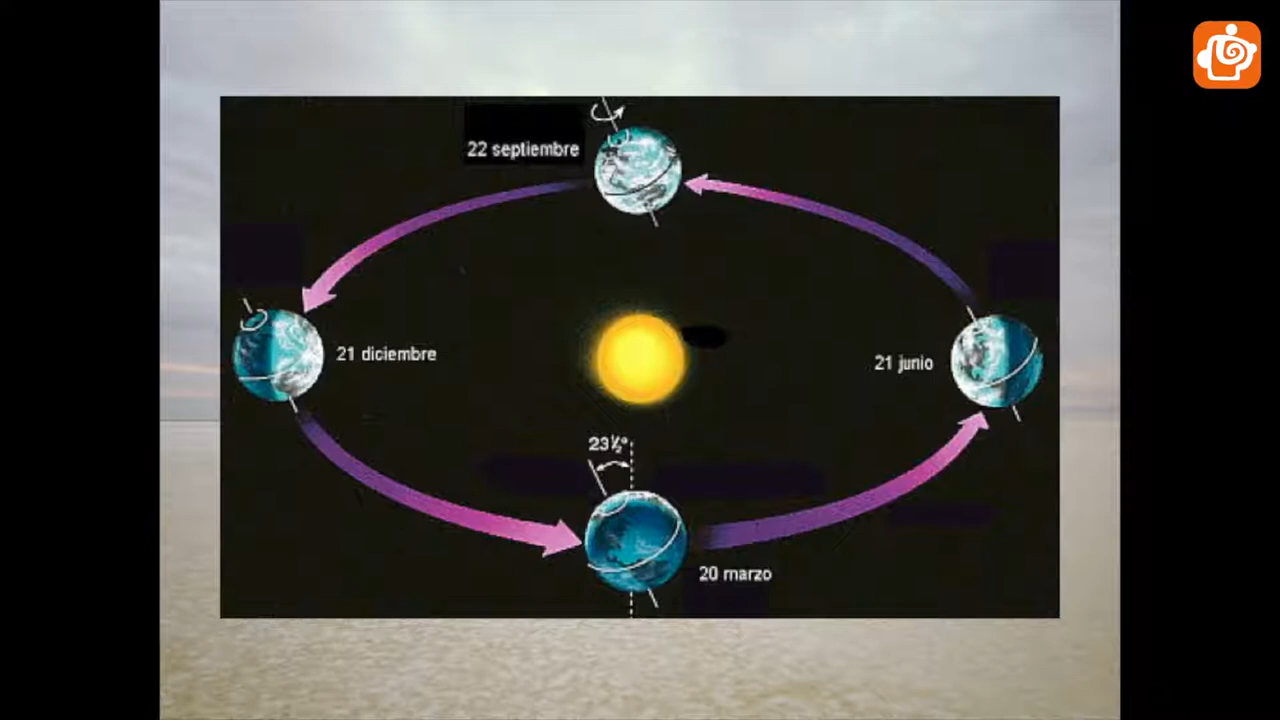 22 septiembre
21 diciembre
21 junio
23½°
20 marzo